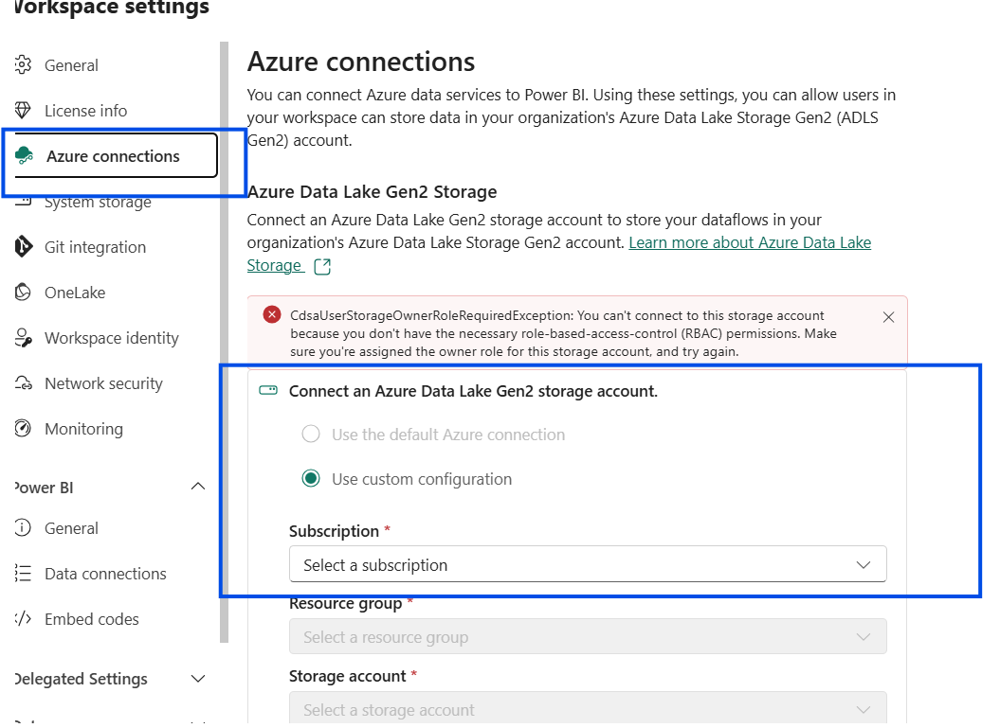 Workspace settings
General
License info
Azure connections
System storage
Git integration
OneLake
Workspace identity
Network security
Monitoring
Power BI
General
Data connections
Embed codes
Delegated Settings
Azure connections
You can connect Azure data services to Power BI. Using these settings, you can allow users in
your workspace can store data in your organization's Azure Data Lake Storage Gen2 (ADLS
Gen2) account.
Azure Data Lake Gen2 Storage
Connect an Azure Data Lake Gen2 storage account to store your dataflows in your
organization's Azure Data Lake Storage Gen2 account. Learn more about Azure Data Lake
Storage
CdsaUserStorageOwnerRoleRequiredException: You can't connect to this storage account
because you don't have the necessary role-based-access-control (RBAC) permissions. Make
sure you're assigned the owner role for this storage account, and try again.
Connect an Azure Data Lake Gen2 storage account.
Use the default Azure connection
Use custom configuration
Subscription *
Select a subscription
Resource group *
Select a resource group
Storage account *
Select a storage account